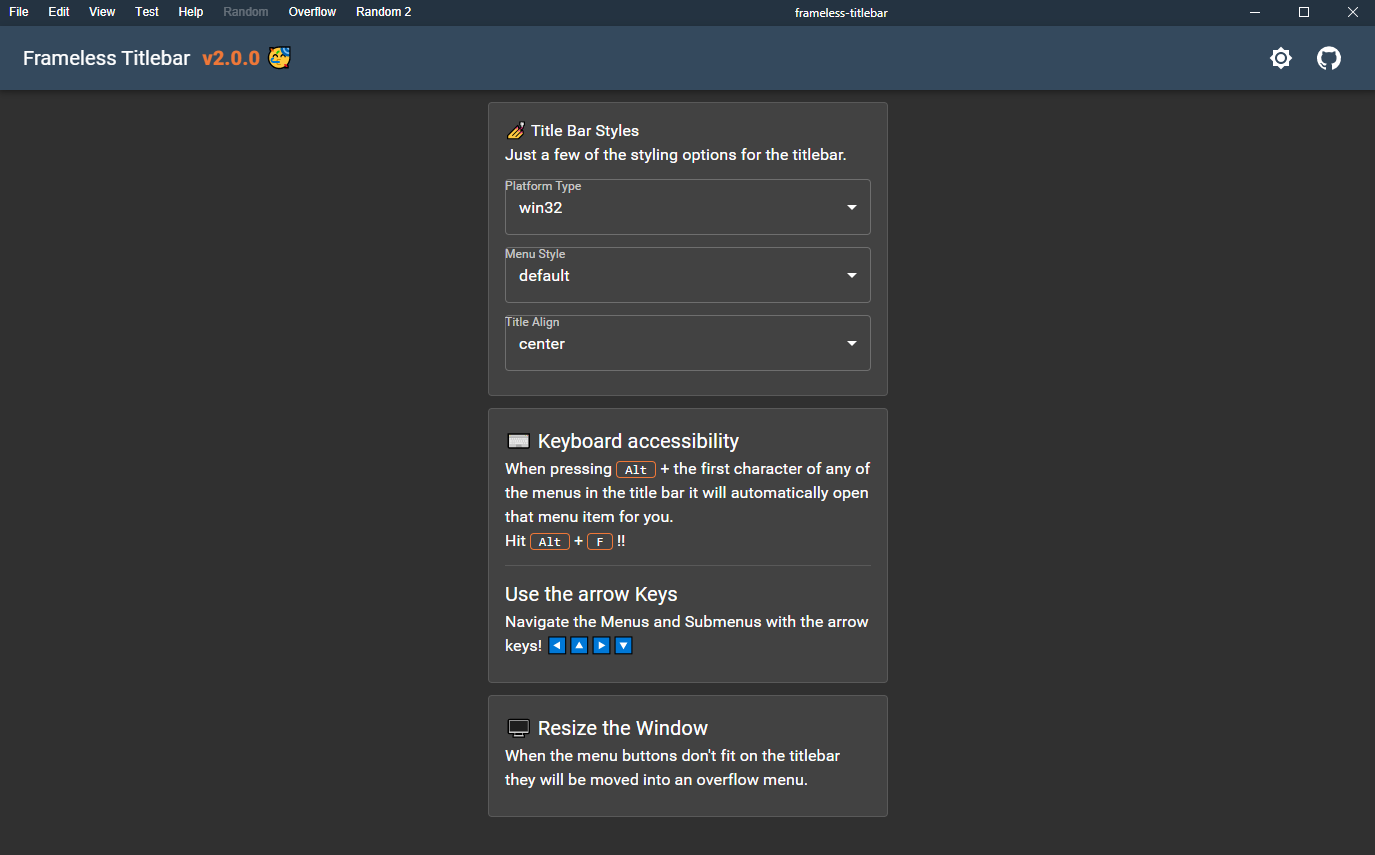 File Edit View Test Help Random Overflow Random 2 frameless-titlebar
Frameless Titlebar v2.0.0
Title Bar Styles
Just a few of the styling options for the titlebar.
Platform Type
win32
Menu Style
default
Title Align
center
Keyboard accessibility
When pressing Alt + the first character of any of
the menus in the title bar it will automatically open
that menu item for you.
Hit Alt + F !!
Use the arrow Keys
Navigate the Menus and Submenus with the arrow
keys!
Resize the Window
When the menu buttons don't fit on the titlebar
they will be moved into an overflow menu.